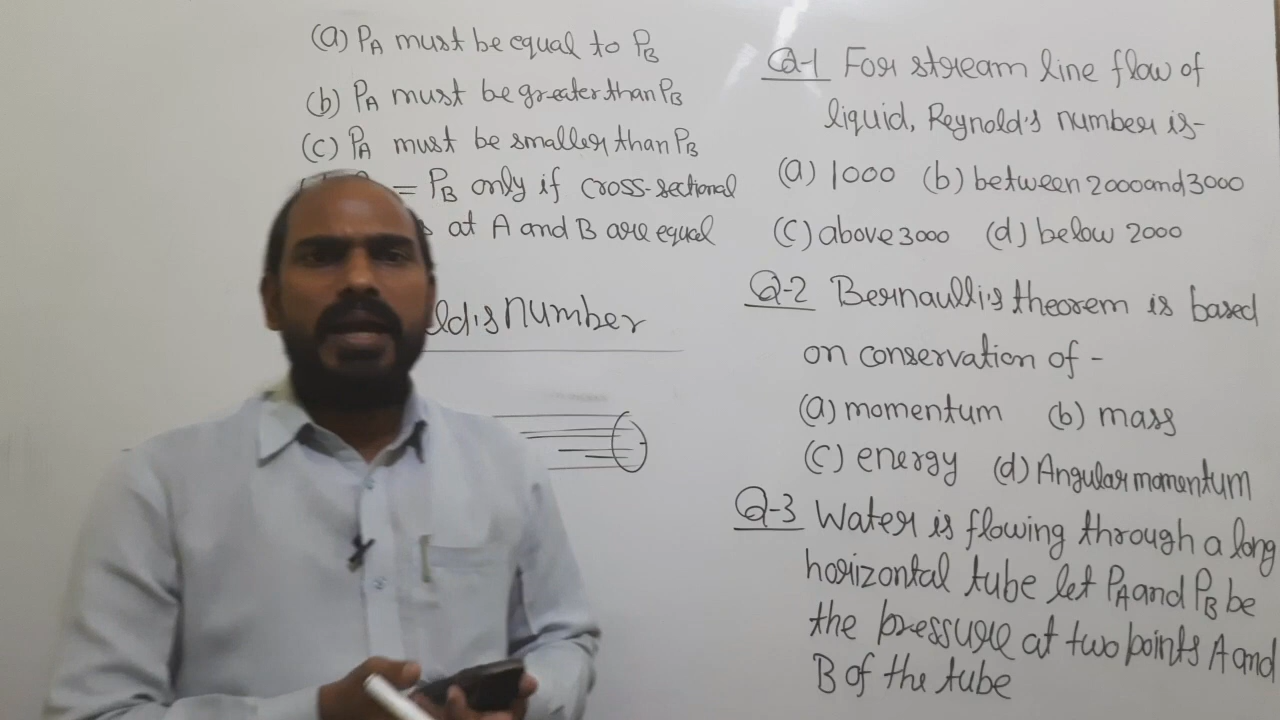 (a) PA must be equal to PB
(b) PA must be greater than PB
(c) PA must be smaller than PB
= PB only if cross-sectional
at A and B are equal
number
Q-1 For stream line flow of
liquid, Reynold's number is-
(a) 1000 (b) between 2000 and 3000
(c) above 3000 (d) below 2000
Q-2 Bernaulli's theorem is based
on conservation of -
(a) momentum (b) mass
(c) energy (d) Angular momentum
Q-3 Water is flowing through a long
horizontal tube let PA and PB be
the pressure at two points A and
B of the tube